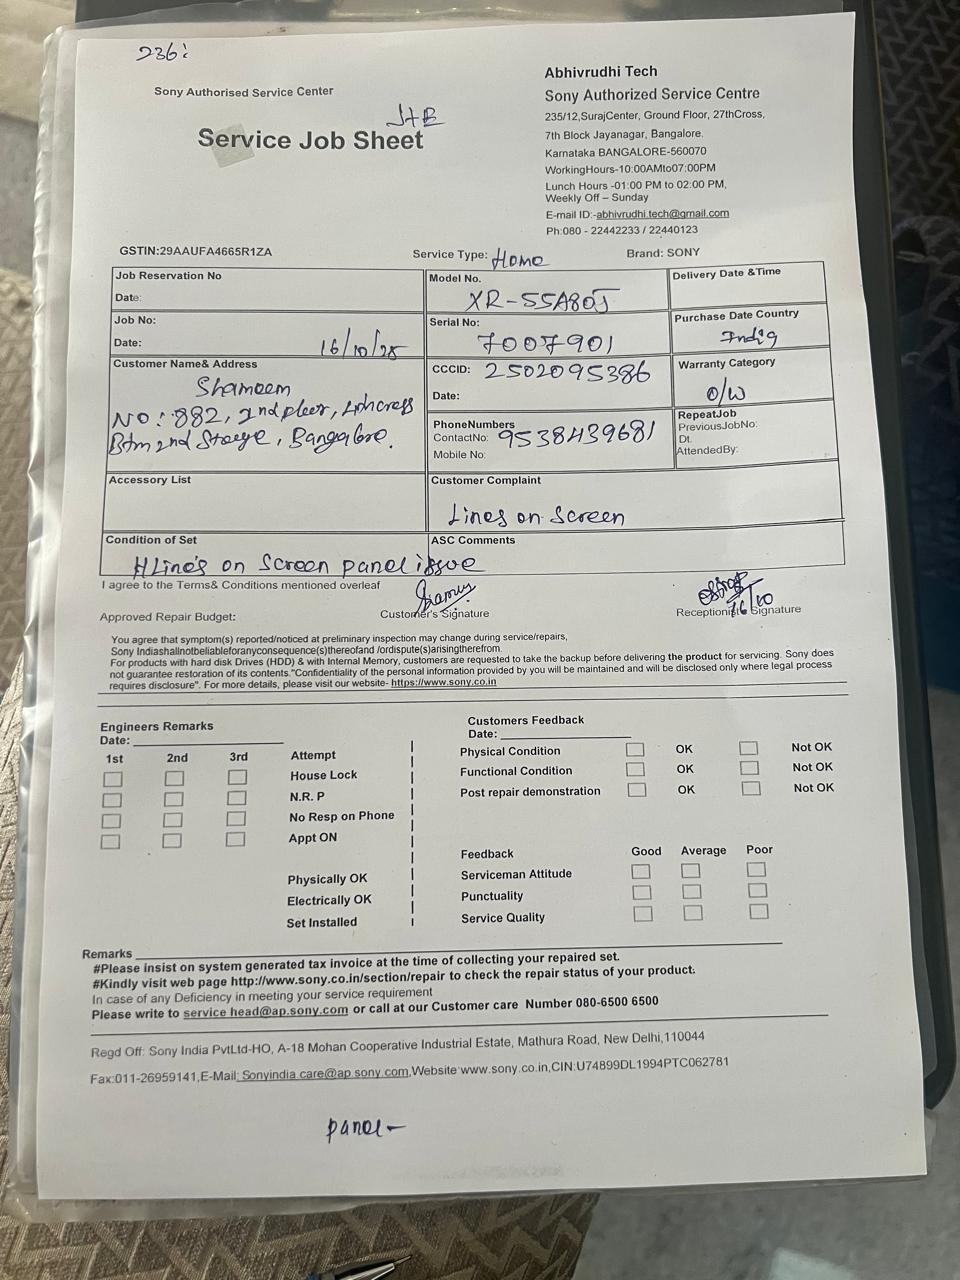 236:
Sony Authorised Service Center
Service Job Sheet
Abhivrudhi Tech
Sony Authorized Service Centre
235/12,SurajCenter, Ground Floor, 27thCross,
7th Block Jayanagar, Bangalore.
Karnataka BANGALORE-560070
WorkingHours-10:00AMto07:00PM
Lunch Hours -01:00 PM to 02:00 PM,
Weekly Off – Sunday
E-mail ID:-abhivrudhi.tech@gmail.com
Ph:080 - 22442233 / 22440123
GSTIN:29AAUFA4665R1ZA Service Type: Home Brand: SONY
Job Reservation No
Date:
Model No.
XR-55A80J
Delivery Date &Time
Job No:
Date: 16/10/25
Serial No:
7007901
Purchase Date Country
India
Customer Name& Address
Shameem
NO: 882, 2nd floor, cross
Btm 2nd Stage, Bangalore.
CCCID: 2502095386
Date:
Warranty Category
O/W
PhoneNumbers
ContactNo: 9538439681
Mobile No:
RepeatJob
PreviousJobNo:
Dt.
AttendedBy:
Accessory List
Customer Complaint
Lines on Screen
Condition of Set
HLine's on Screen panel issue
ASC Comments
I agree to the Terms& Conditions mentioned overleaf
16/10
Approved Repair Budget: Customer's Signature Receptionist Signature
You agree that symptom(s) reported/noticed at preliminary inspection may change during service/repairs,
Sony Indiashallnotbeliableforanyconsequence(s)thereofand /ordispute(s)arisingtherefrom.
For products with hard disk Drives (HDD) & with Internal Memory, customers are requested to take the backup before delivering the product for servicing. Sony does
not guarantee restoration of its contents."Confidentiality of the personal information provided by you will be maintained and will be disclosed only where legal process
requires disclosure". For more details, please visit our website- https://www.sony.co.in
Engineers Remarks
Date:
1st 2nd 3rd Attempt
House Lock
N.R. P
No Resp on Phone
Appt ON
Physically OK
Electrically OK
Set Installed
Customers Feedback
Date:
Physical Condition OK Not OK
Functional Condition OK Not OK
Post repair demonstration OK Not OK
Feedback Good Average Poor
Serviceman Attitude
Punctuality
Service Quality
Remarks
#Please insist on system generated tax invoice at the time of collecting your repaired set.
#Kindly visit web page http://www.sony.co.in/section/repair to check the repair status of your product.
In case of any Deficiency in meeting your service requirement
Please write to service head@ap.sony.com or call at our Customer care Number 080-6500 6500
Regd Off: Sony India PvtLtd-HO, A-18 Mohan Cooperative Industrial Estate, Mathura Road, New Delhi,110044
Fax:011-26959141,E-Mail: Sonyindia.care@ap.sony.com,Website:www.sony.co.in,CIN:U74899DL1994PTC062781
panel-